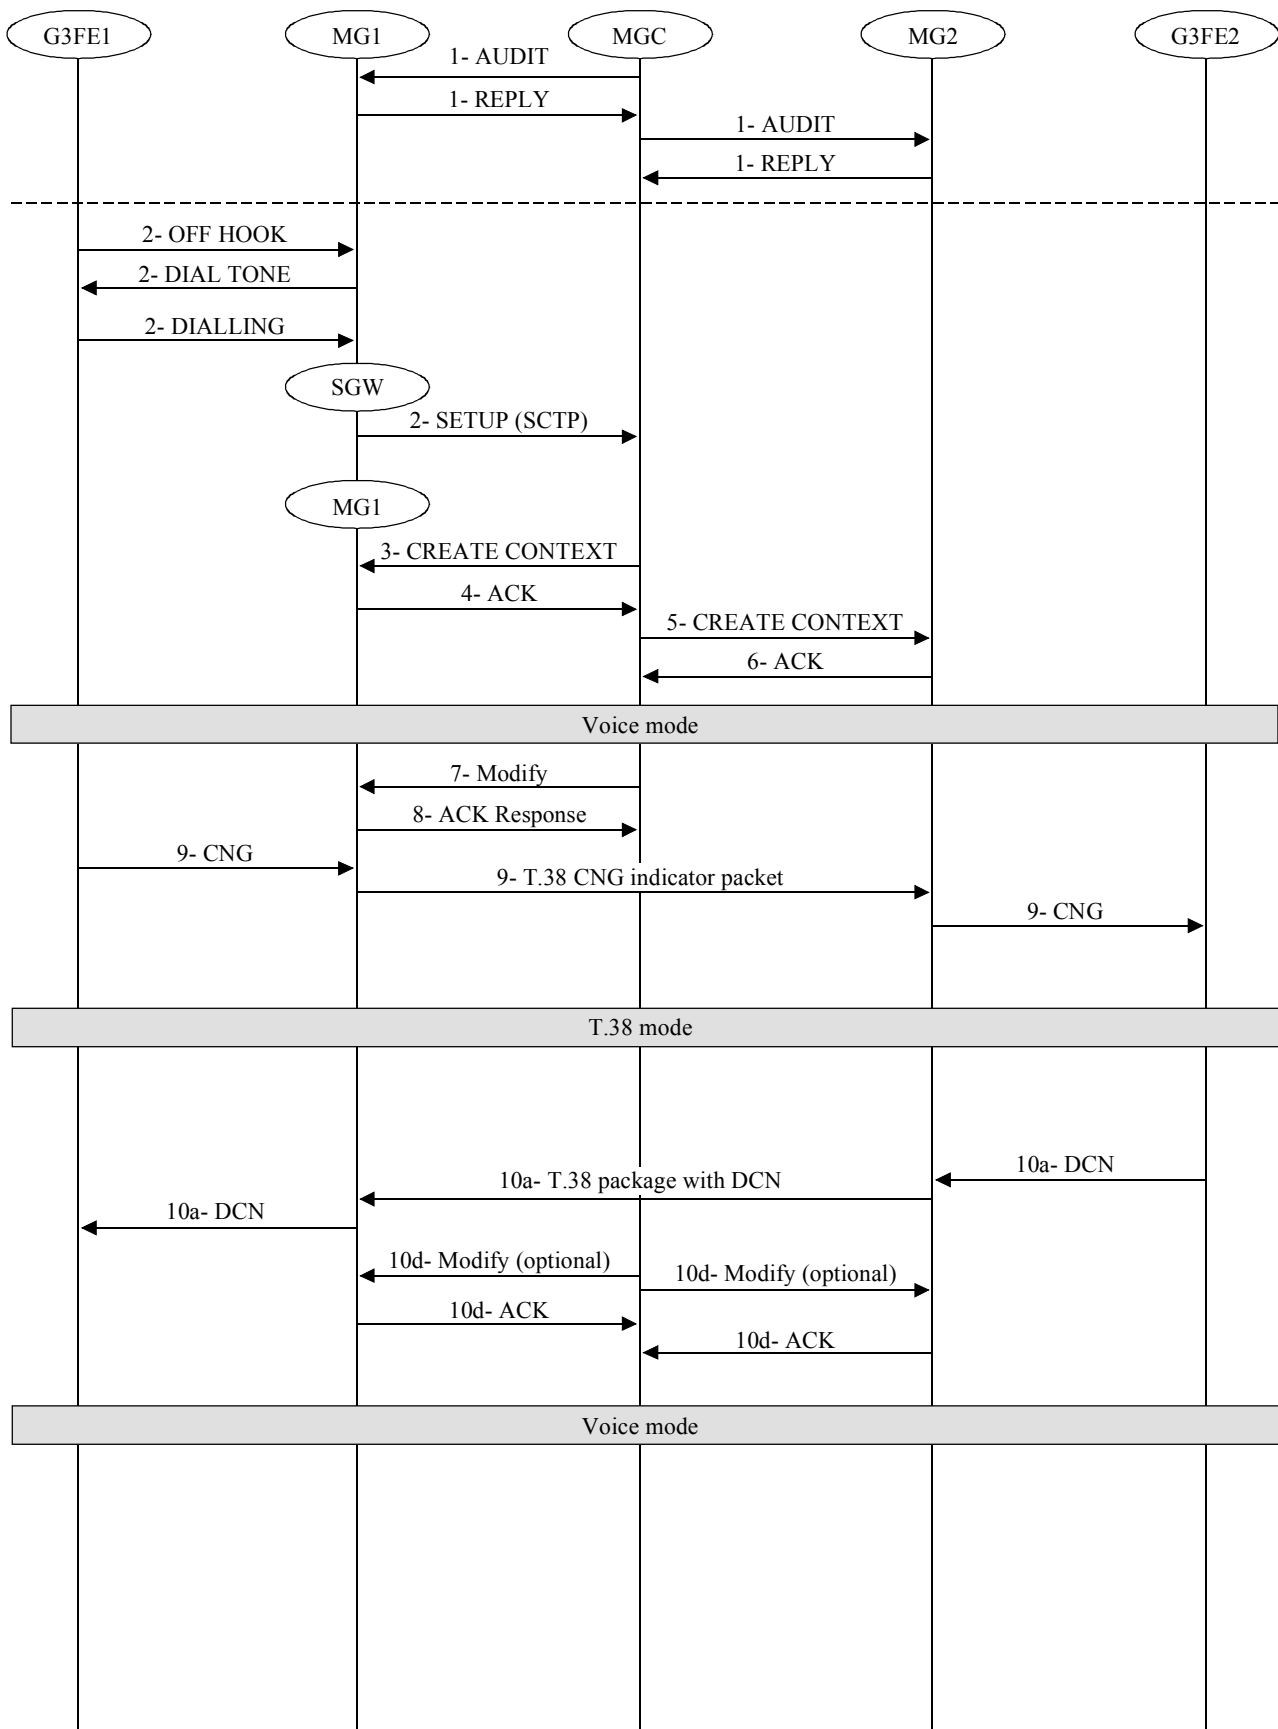 G3FE1 MG1 MGC MG2 G3FE2
1- AUDIT
1- REPLY
1- AUDIT
1- REPLY
2- OFF HOOK
2- DIAL TONE
2- DIALLING
SGW
2- SETUP (SCTP)
MG1
3- CREATE CONTEXT
4- ACK
5- CREATE CONTEXT
6- ACK
Voice mode
7- Modify
8- ACK Response
9- CNG
9- T.38 CNG indicator packet
9- CNG
T.38 mode
10a- DCN
10a- T.38 package with DCN
10a- DCN
10d- Modify (optional)
10d- Modify (optional)
10d- ACK
10d- ACK
Voice mode